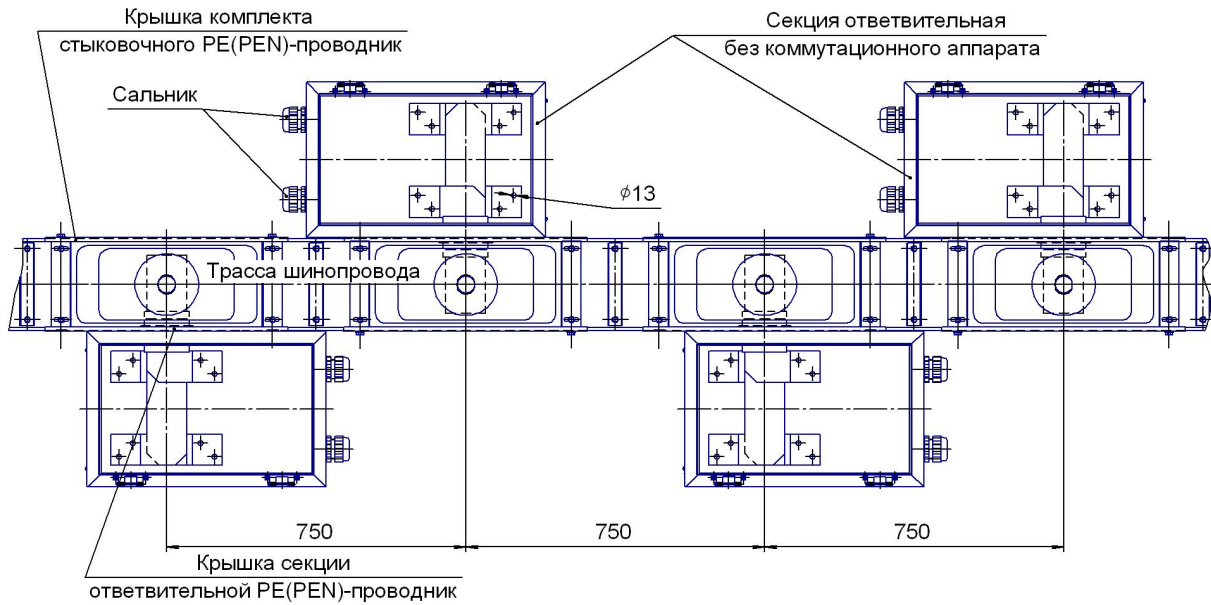 Крышка комплекта
стыковочного PE(PEN)-проводник
Секция ответвительная
без коммутационного аппарата
Сальник
⌀13
Трасса шинопровода
750
750
750
Крышка секции
ответвительной PE(PEN)-проводник